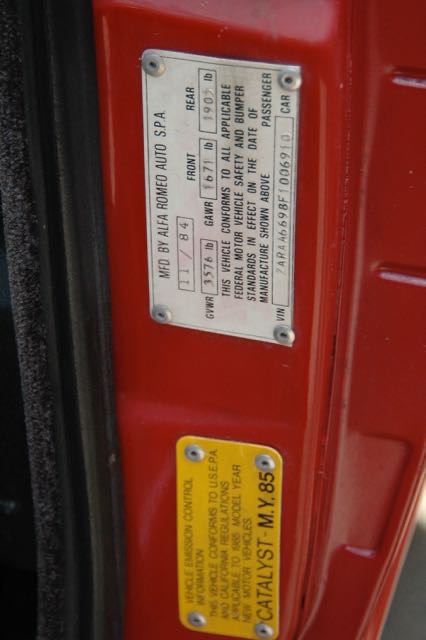 MFD BY ALFA ROMEO AUTO S.P.A.
11/84 FRONT REAR
GVWR 3576 lb GAWR 1671 lb 1905 lb
THIS VEHICLE CONFORMS TO ALL APPLICABLE
FEDERAL MOTOR VEHICLE SAFETY AND BUMPER
STANDARDS IN EFFECT ON THE DATE OF
MANUFACTURE SHOWN ABOVE PASSENGER
VIN ZARAA6698F1006910 CAR
VEHICLE EMISSION CONTROL
INFORMATION
THIS VEHICLE CONFORMS TO U.S.E.P.A.
AND CALIFORNIA REGULATIONS
APPLICABLE TO 1985 MODEL YEAR
NEW MOTOR VEHICLES.
CATALYST - M.Y. 85